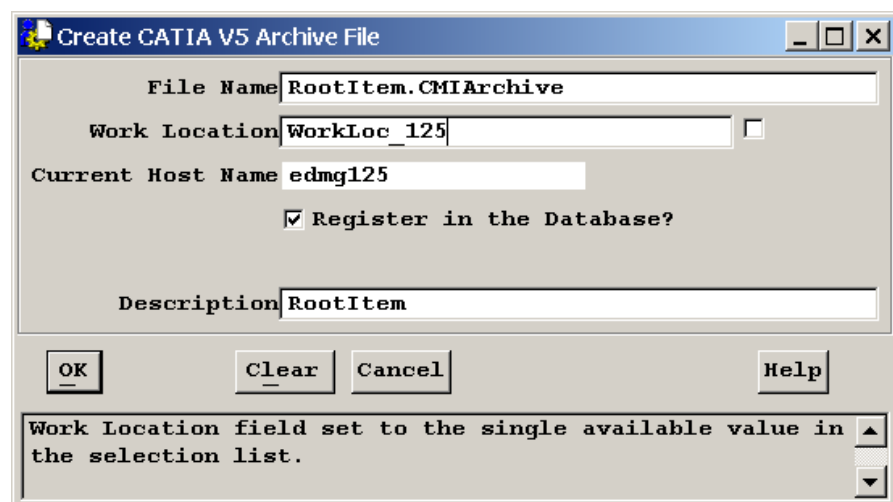 Create CATIA V5 Archive File
File Name RootItem.CMIArchive
Work Location WorkLoc_125
Current Host Name edmg125
Register in the Database?
Description RootItem
OK Clear Cancel Help
Work Location field set to the single available value in
the selection list.